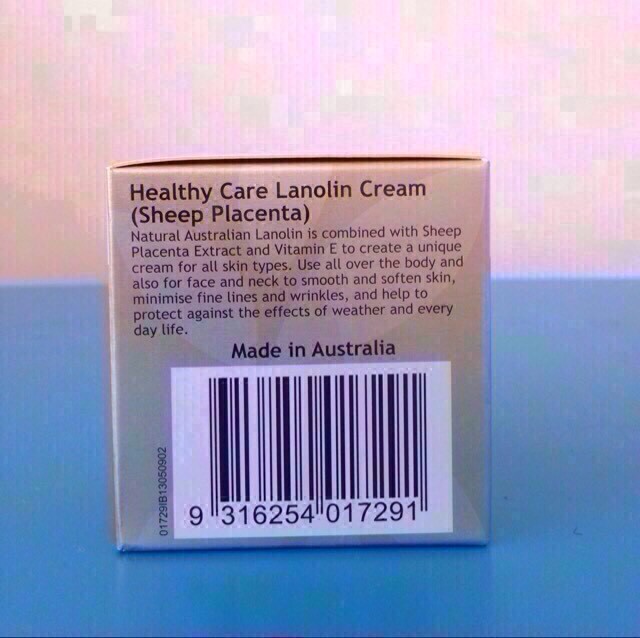 Healthy Care Lanolin Cream
(Sheep Placenta)
Natural Australian Lanolin is combined with Sheep
Placenta Extract and Vitamin E to create a unique
cream for all skin types. Use all over the body and
also for face and neck to smooth and soften skin,
minimise fine lines and wrinkles, and help to
protect against the effects of weather and every
day life.
Made in Australia
01729IB13050902
9 316254 017291